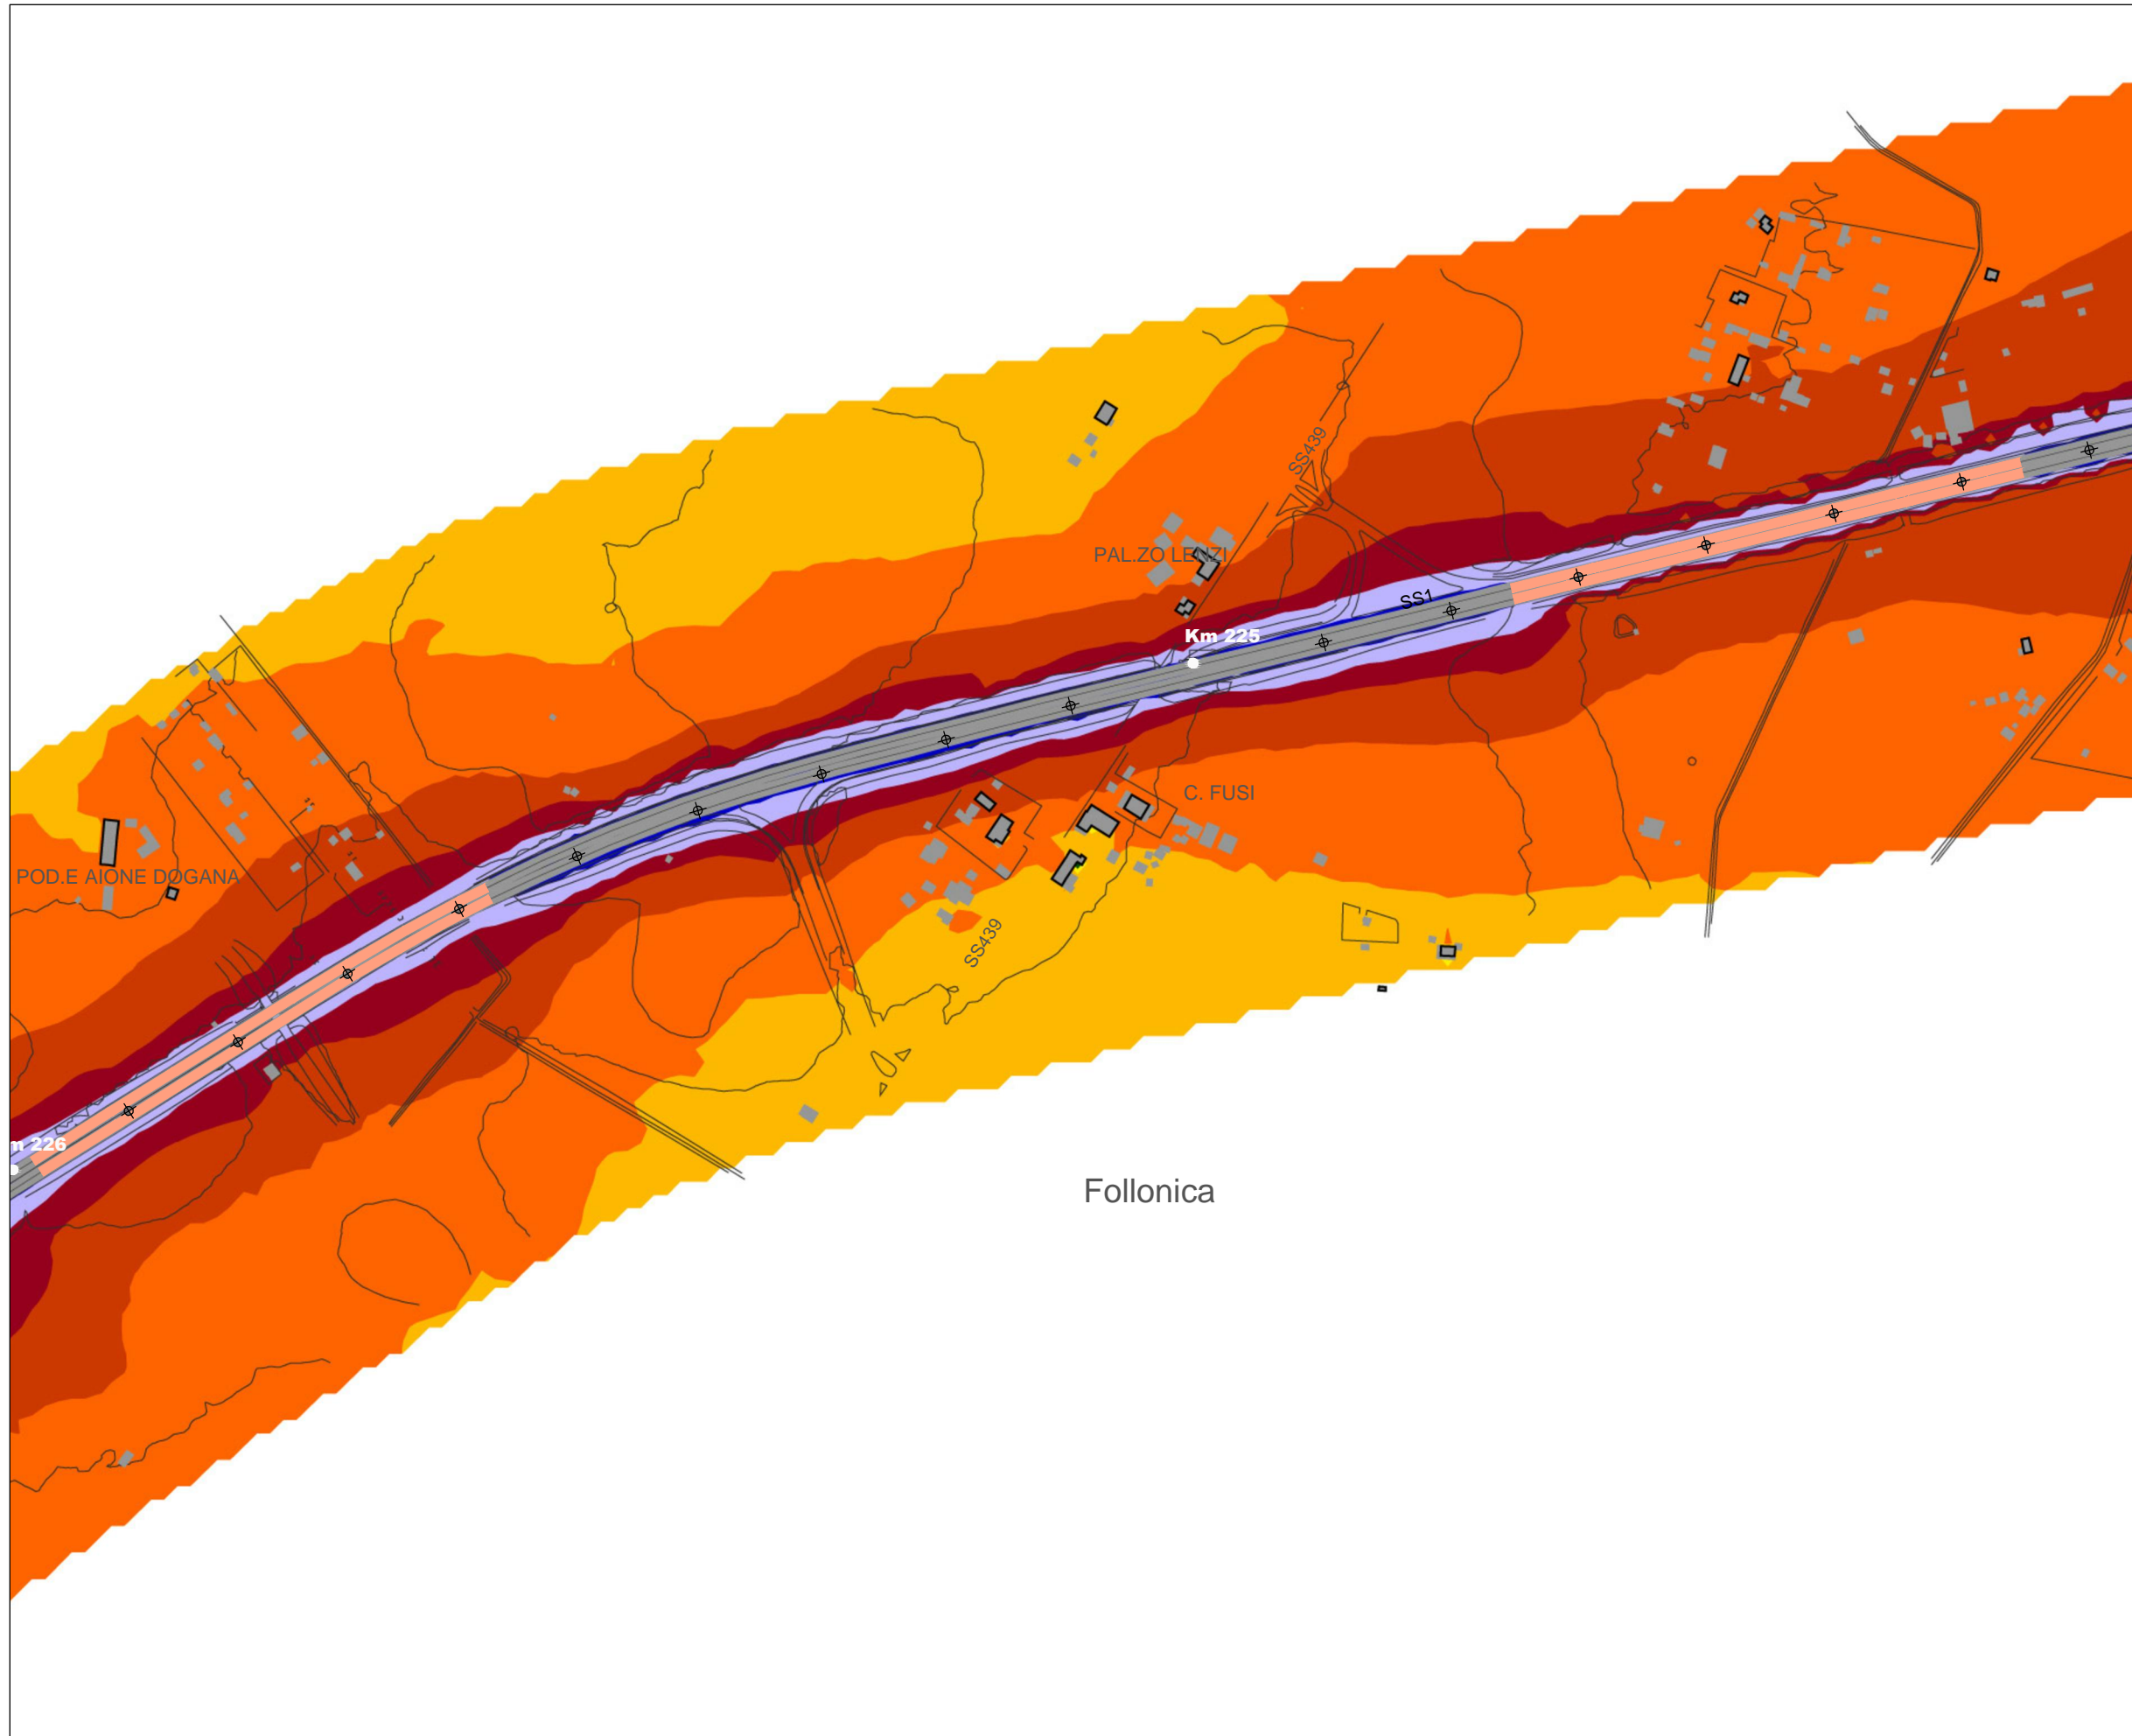 SS439
PAL.ZO LENZI
SS1
Km 225
C. FUSI
POD.E AIONE DOGANA
SS439
m 226
Follonica